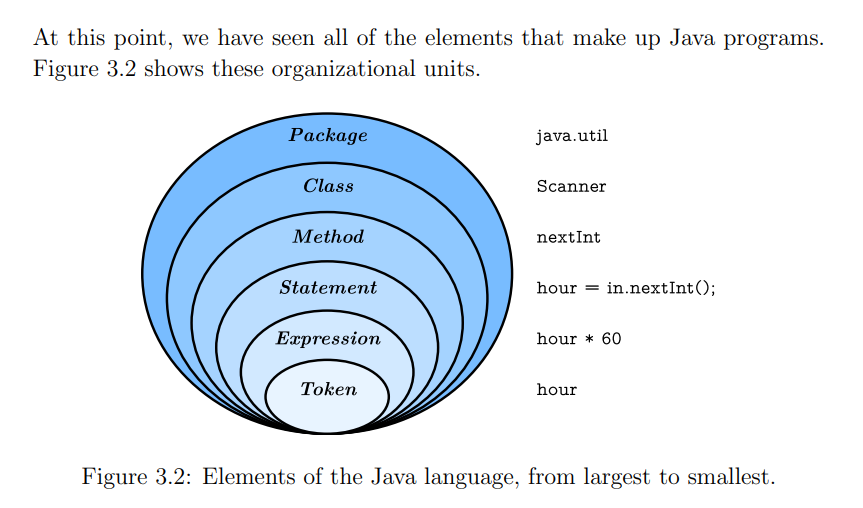 At this point, we have seen all of the elements that make up Java programs.
Figure 3.2 shows these organizational units.
Package java.util
Class Scanner
Method nextInt
Statement hour = in.nextInt();
Expression hour * 60
Token hour
Figure 3.2: Elements of the Java language, from largest to smallest.